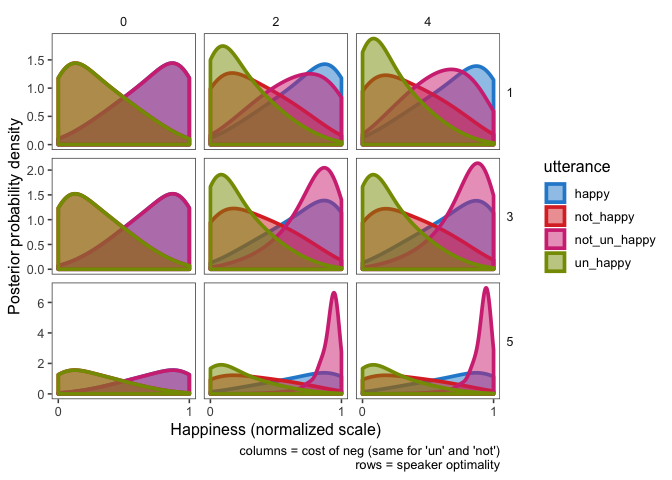 0 2 4
Posterior probability density
1.5
1.0
0.5
0.0
1
2.0
1.5
1.0
0.5
0.0
3
6
4
2
0
5
0 1 0 1 0 1
Happiness (normalized scale)
columns = cost of neg (same for 'un' and 'not')
rows = speaker optimality
utterance
happy
not_happy
not_un_happy
un_happy